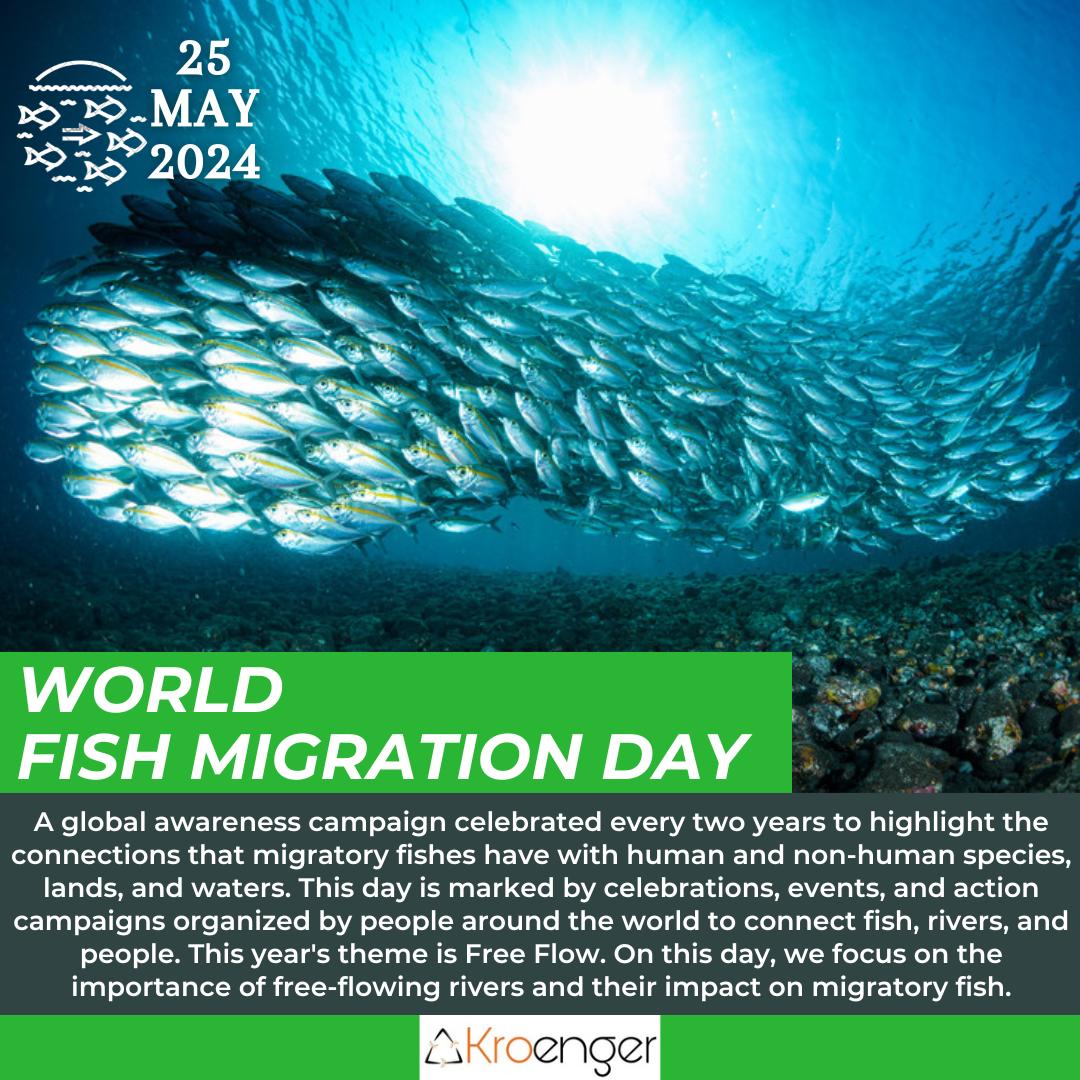 25
MAY
2024
WORLD
FISH MIGRATION DAY
A global awareness campaign celebrated every two years to highlight the
connections that migratory fishes have with human and non-human species,
lands, and waters. This day is marked by celebrations, events, and action
campaigns organized by people around the world to connect fish, rivers, and
people. This year's theme is Free Flow. On this day, we focus on the
importance of free-flowing rivers and their impact on migratory fish.
Kroenger